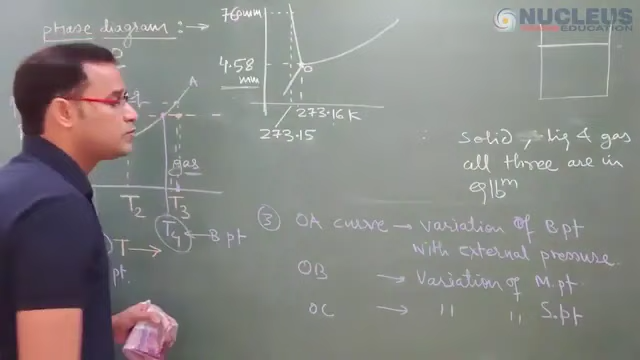 phase diagram :→
760mm
NUCLEUS
EDUCATION
A
4.58
mm
O
273.16 K
273.15
gas
solid, liq & gas
all three are in
eqlbm
T2
T3
T4 ← B pt
T →
pt.
③ OA curve → variation of B pt
with external pressure.
OB → Variation of M.pt.
OC → " " S.pt